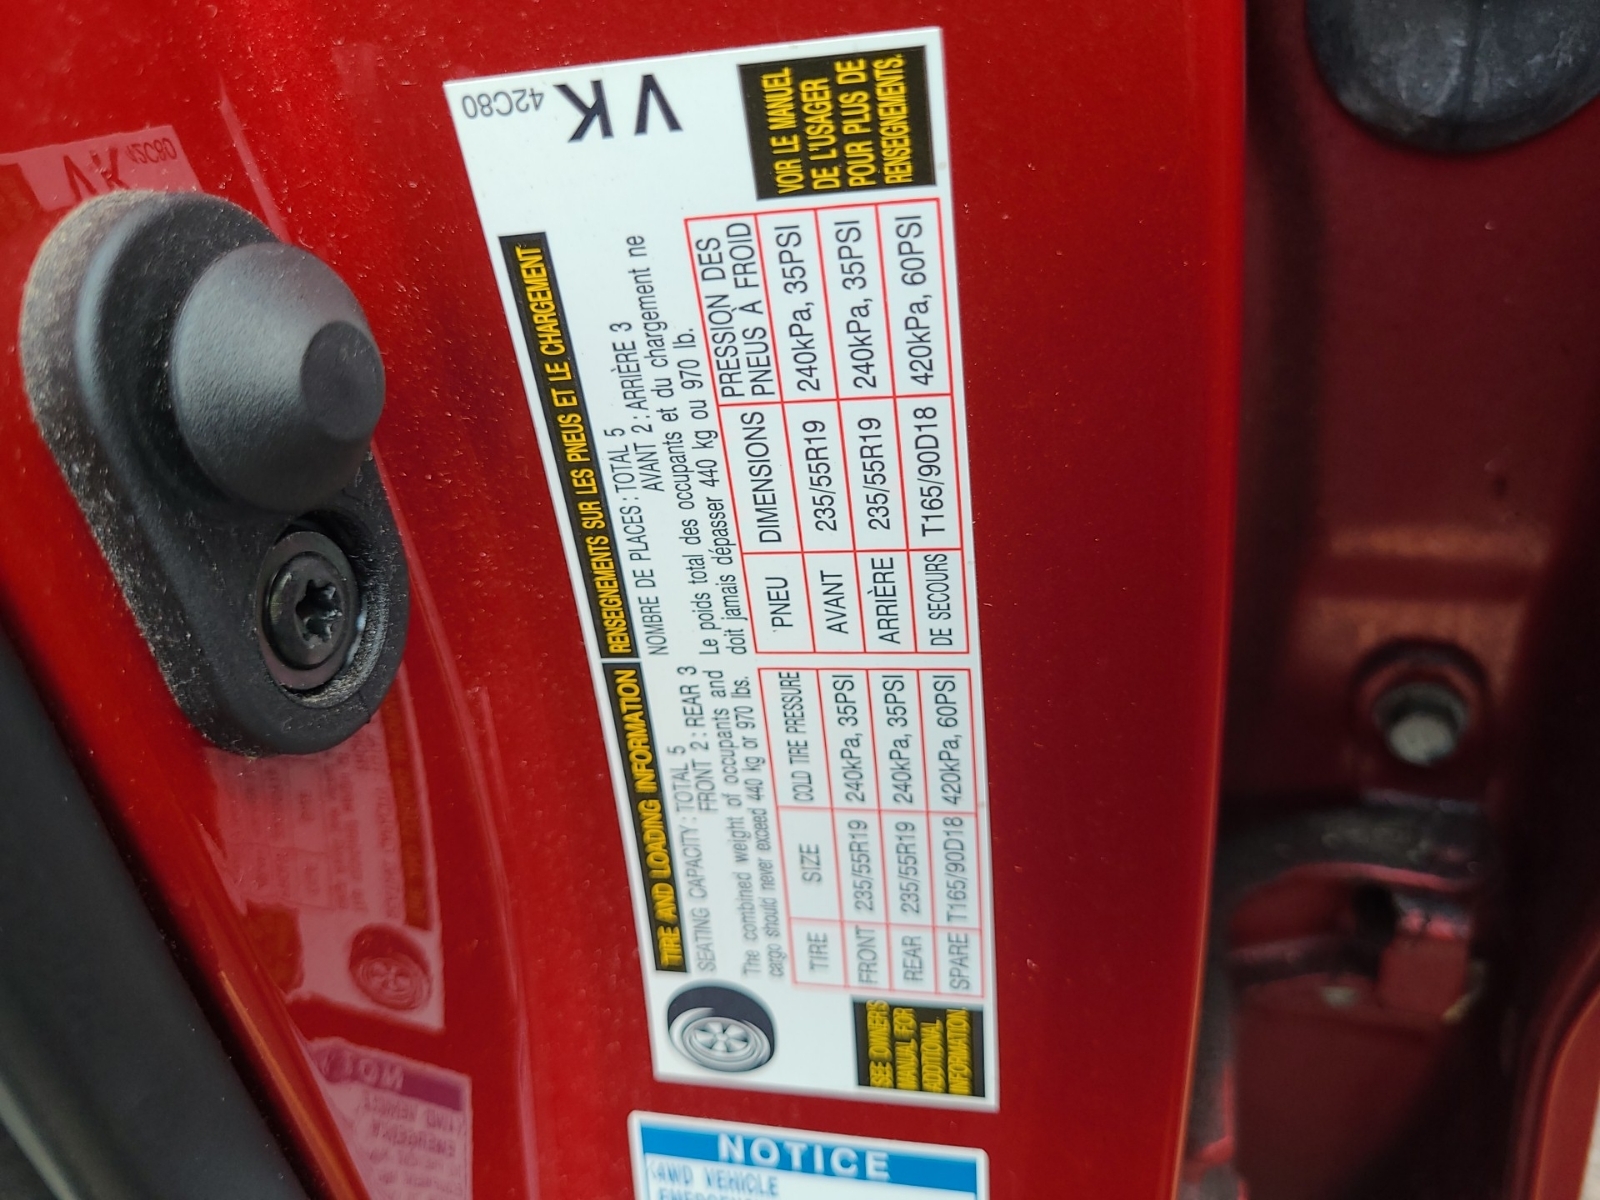 TIRE AND LOADING INFORMATION
SEATING CAPACITY : TOTAL 5
FRONT 2 : REAR 3
The combined weight of occupants and
cargo should never exceed 440 kg or 970 lbs.
TIRE SIZE COLD TIRE PRESSURE
FRONT 235/55R19 240kPa, 35PSI
REAR 235/55R19 240kPa, 35PSI
SPARE T165/90D18 420kPa, 60PSI
SEE OWNERS
MANUAL FOR
ADDITIONAL
INFORMATION
RENSEIGNEMENTS SUR LES PNEUS ET LE CHARGEMENT
NOMBRE DE PLACES : TOTAL 5
AVANT 2 : ARRIÈRE 3
Le poids total des occupants et du chargement ne
doit jamais dépasser 440 kg ou 970 lb.
PNEU DIMENSIONS PRESSION DES
PNEUS À FROID
AVANT 235/55R19 240kPa, 35PSI
ARRIÈRE 235/55R19 240kPa, 35PSI
DE SECOURS T165/90D18 420kPa, 60PSI
VOIR LE MANUEL
DE L'USAGER
POUR PLUS DE
RENSEIGNEMENTS.
42C80
VK
NOTICE
4WD VEHICLE